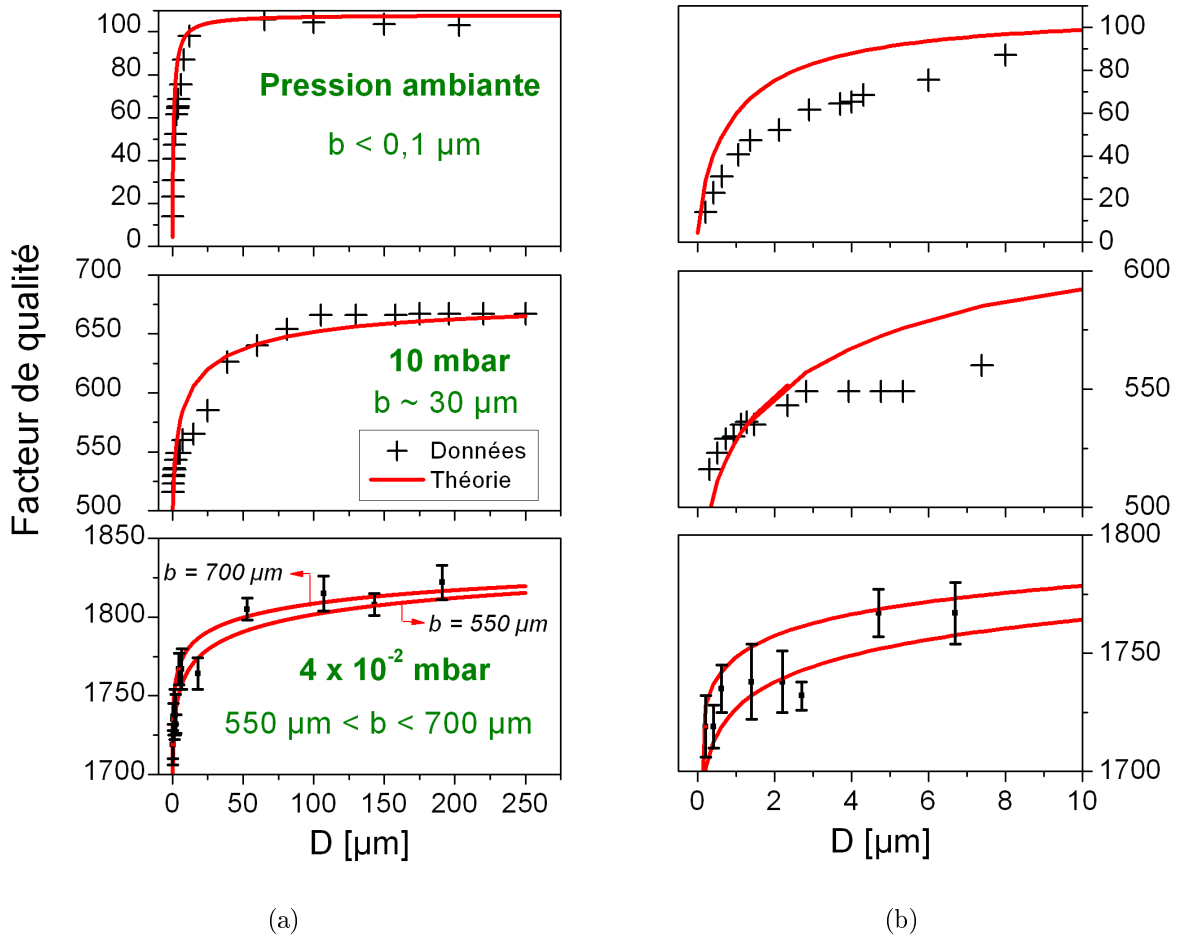 Facteur de qualité
100
80
60
40
20
0
Pression ambiante
b < 0,1 µm
100
80
60
40
20
0
700
650
600
550
500
10 mbar
b ~ 30 µm
Données
Théorie
600
550
500
1850
1800
1750
1700
b = 700 µm
b = 550 µm
4 x 10-2 mbar
550 µm < b < 700 µm
0 50 100 150 200 250
D [µm]
1800
1750
1700
0 2 4 6 8 10
D [µm]
(a)
(b)